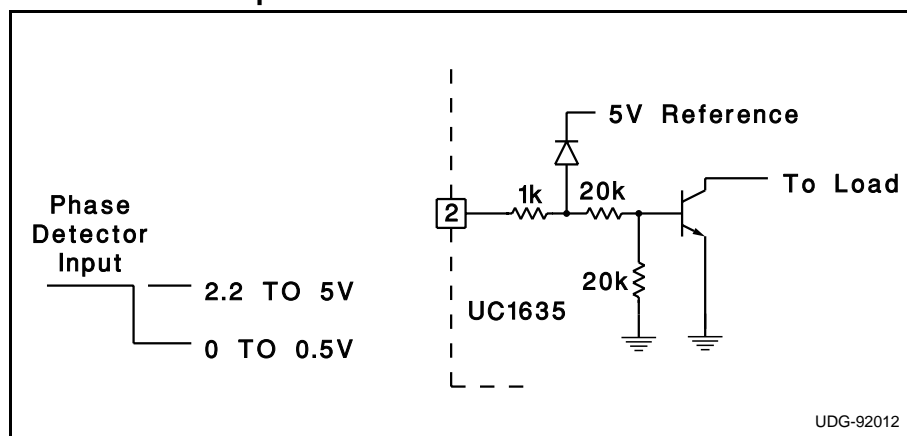 5V Reference
1k
20k
To Load
2
Phase
Detector
Input
20k
2.2 TO 5V
UC1635
0 TO 0.5V
UDG-92012